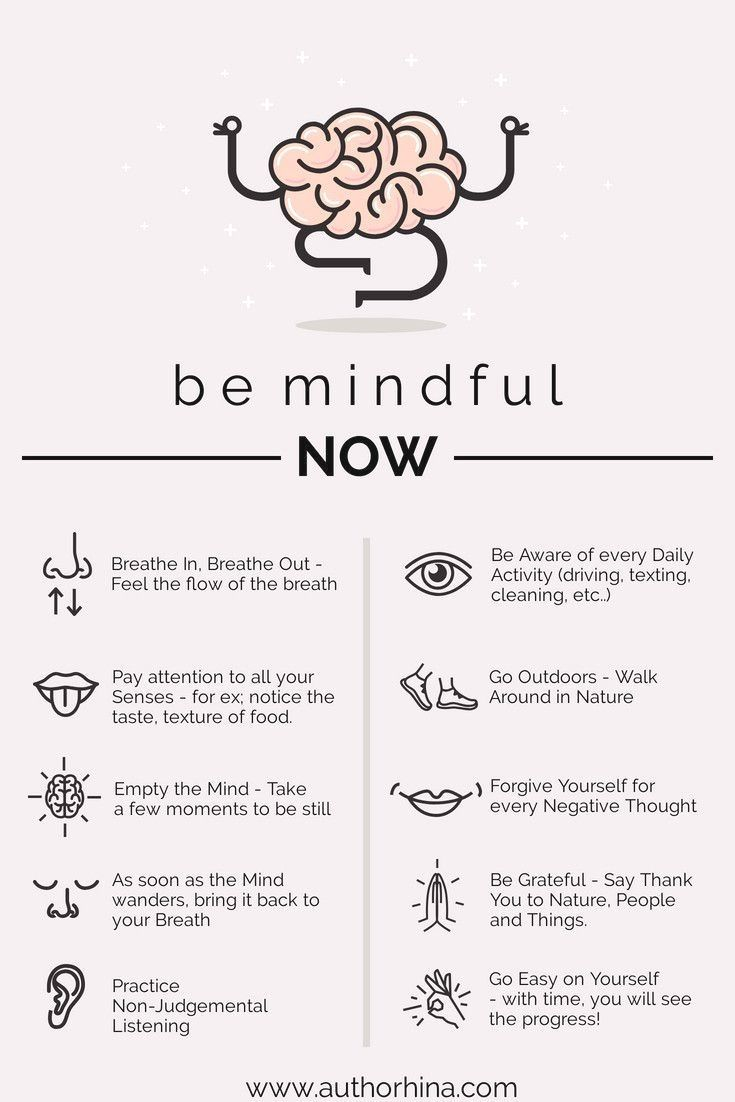 be mindful
NOW
Breathe In, Breathe Out -
Feel the flow of the breath
Pay attention to all your
Senses - for ex; notice the
taste, texture of food.
Empty the Mind - Take
a few moments to be still
As soon as the Mind
wanders, bring it back to
your Breath
Practice
Non-Judgemental
Listening
Be Aware of every Daily
Activity (driving, texting,
cleaning, etc..)
Go Outdoors - Walk
Around in Nature
Forgive Yourself for
every Negative Thought
Be Grateful - Say Thank
You to Nature, People
and Things.
Go Easy on Yourself
- with time, you will see
the progress!
www.authorhina.com